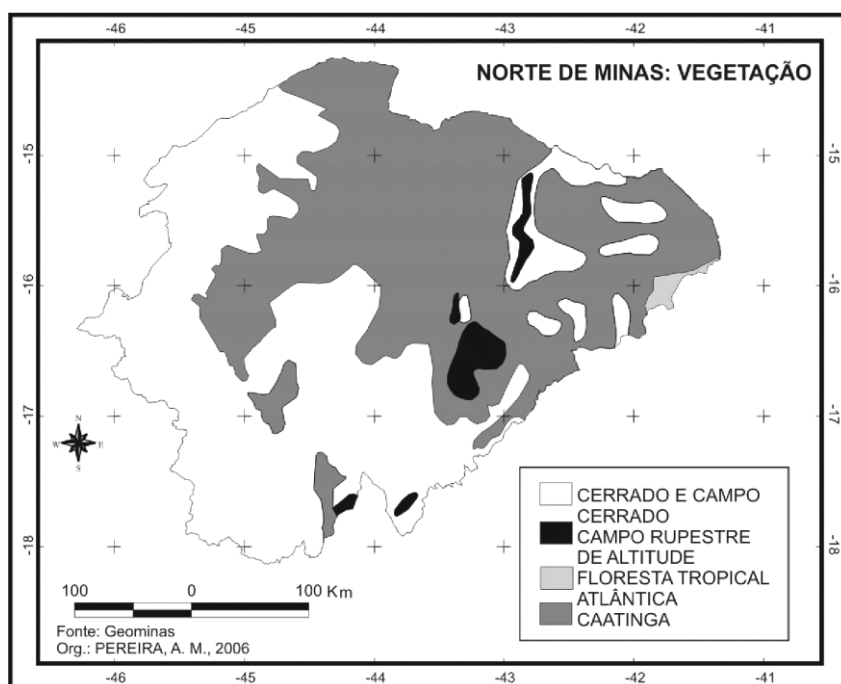 -46 -45 -44 -43 -42 -41
NORTE DE MINAS: VEGETAÇÃO
-15 -15
-16 -16
-17 -17
-18 -18
N
W E
S
CERRADO E CAMPO
CERRADO
CAMPO RUPESTRE
DE ALTITUDE
FLORESTA TROPICAL
ATLÂNTICA
CAATINGA
100 0 100 Km
Fonte: Geominas
Org.: PEREIRA, A. M., 2006
-46 -45 -44 -43 -42 -41